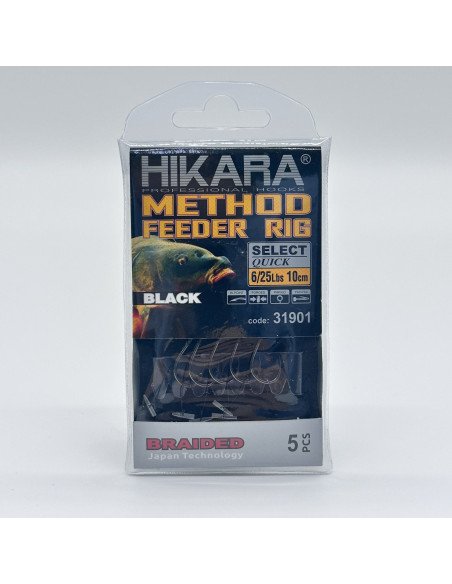 HIKARA®
PROFESSIONAL HOOKS
METHOD
FEEDER RIG
SELECT
QUICK
6/25Lbs 10cm
BLACK
code: 31901
BRAIDED
Japan Technology
5 PCS